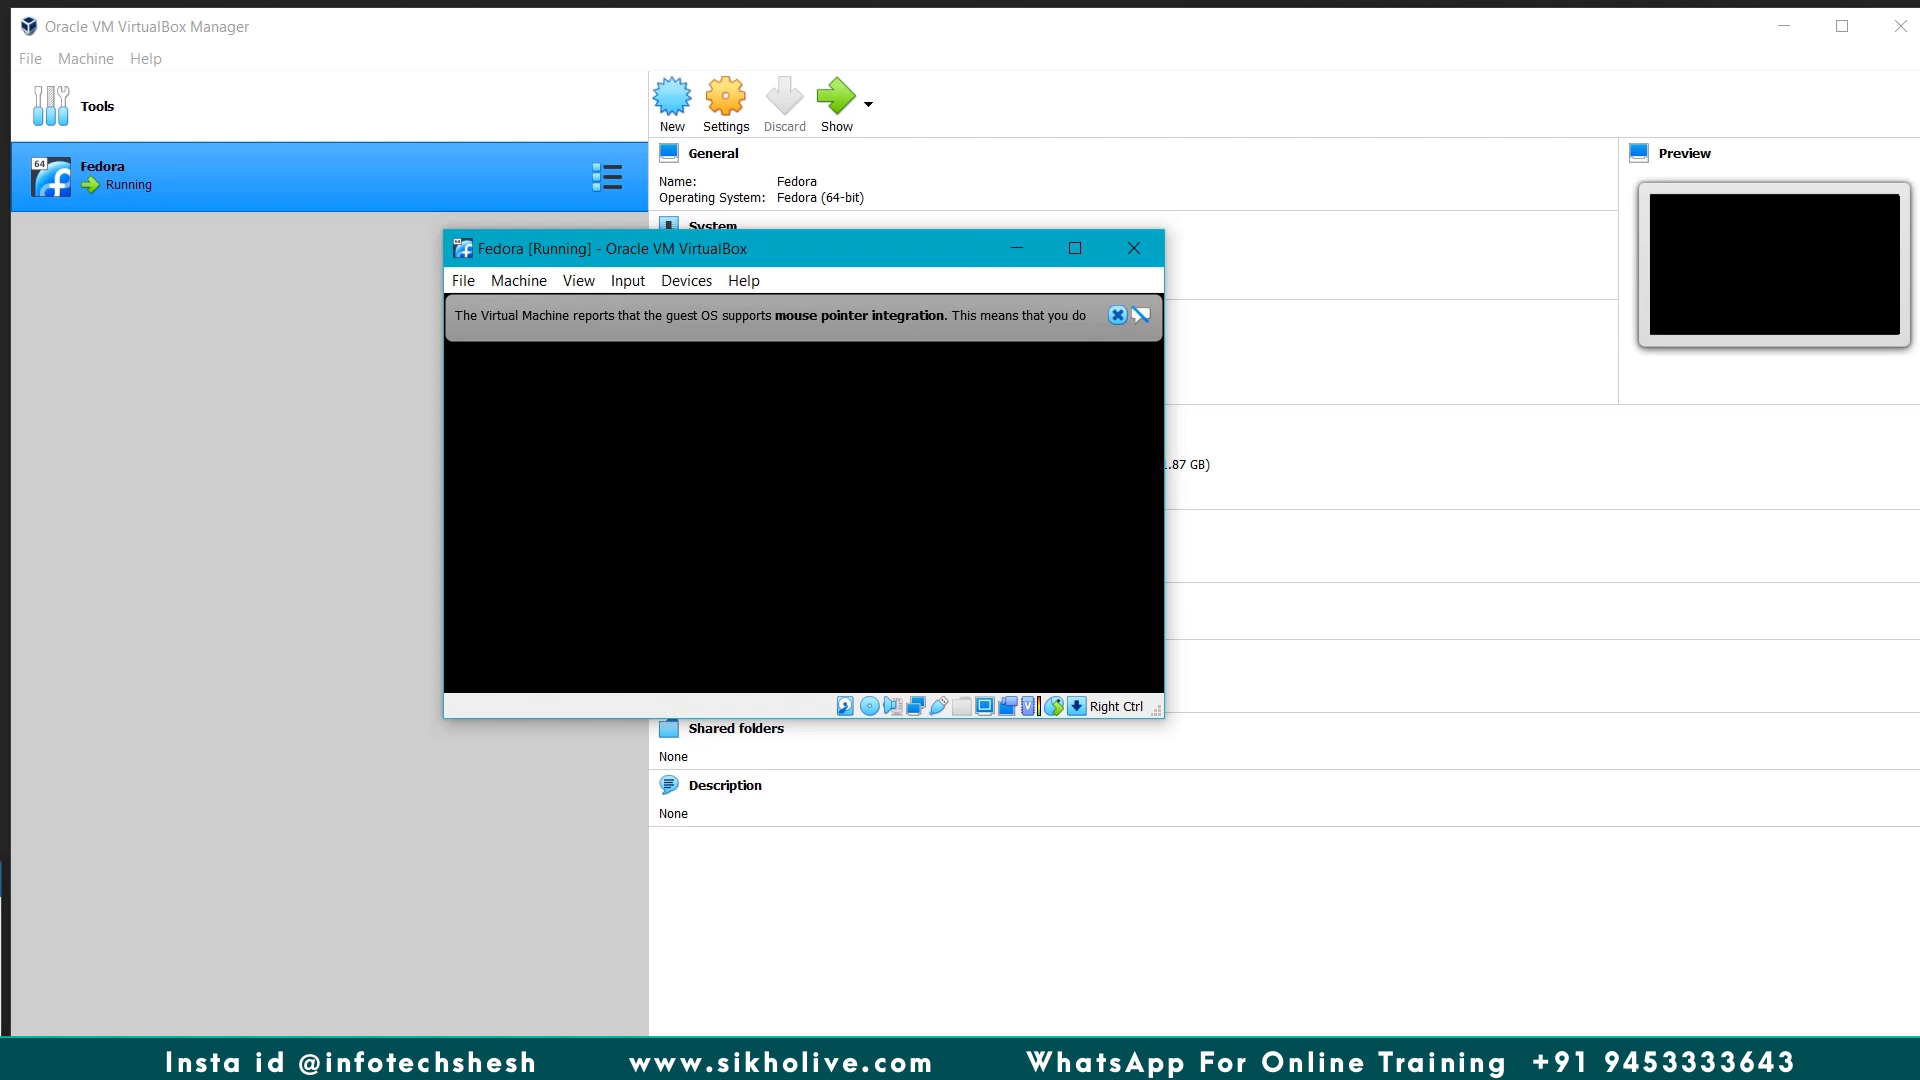 Oracle VM VirtualBox Manager
File Machine Help
Tools
New Settings Discard Show
64 Fedora
Running
General
Name: Fedora
Operating System: Fedora (64-bit)
Preview
System
Fedora [Running] - Oracle VM VirtualBox
File Machine View Input Devices Help
The Virtual Machine reports that the guest OS supports mouse pointer integration. This means that you do
.87 GB)
Right Ctrl
Shared folders
None
Description
None
Insta id @infotechshesh www.sikholive.com WhatsApp For Online Training +91 9453333643